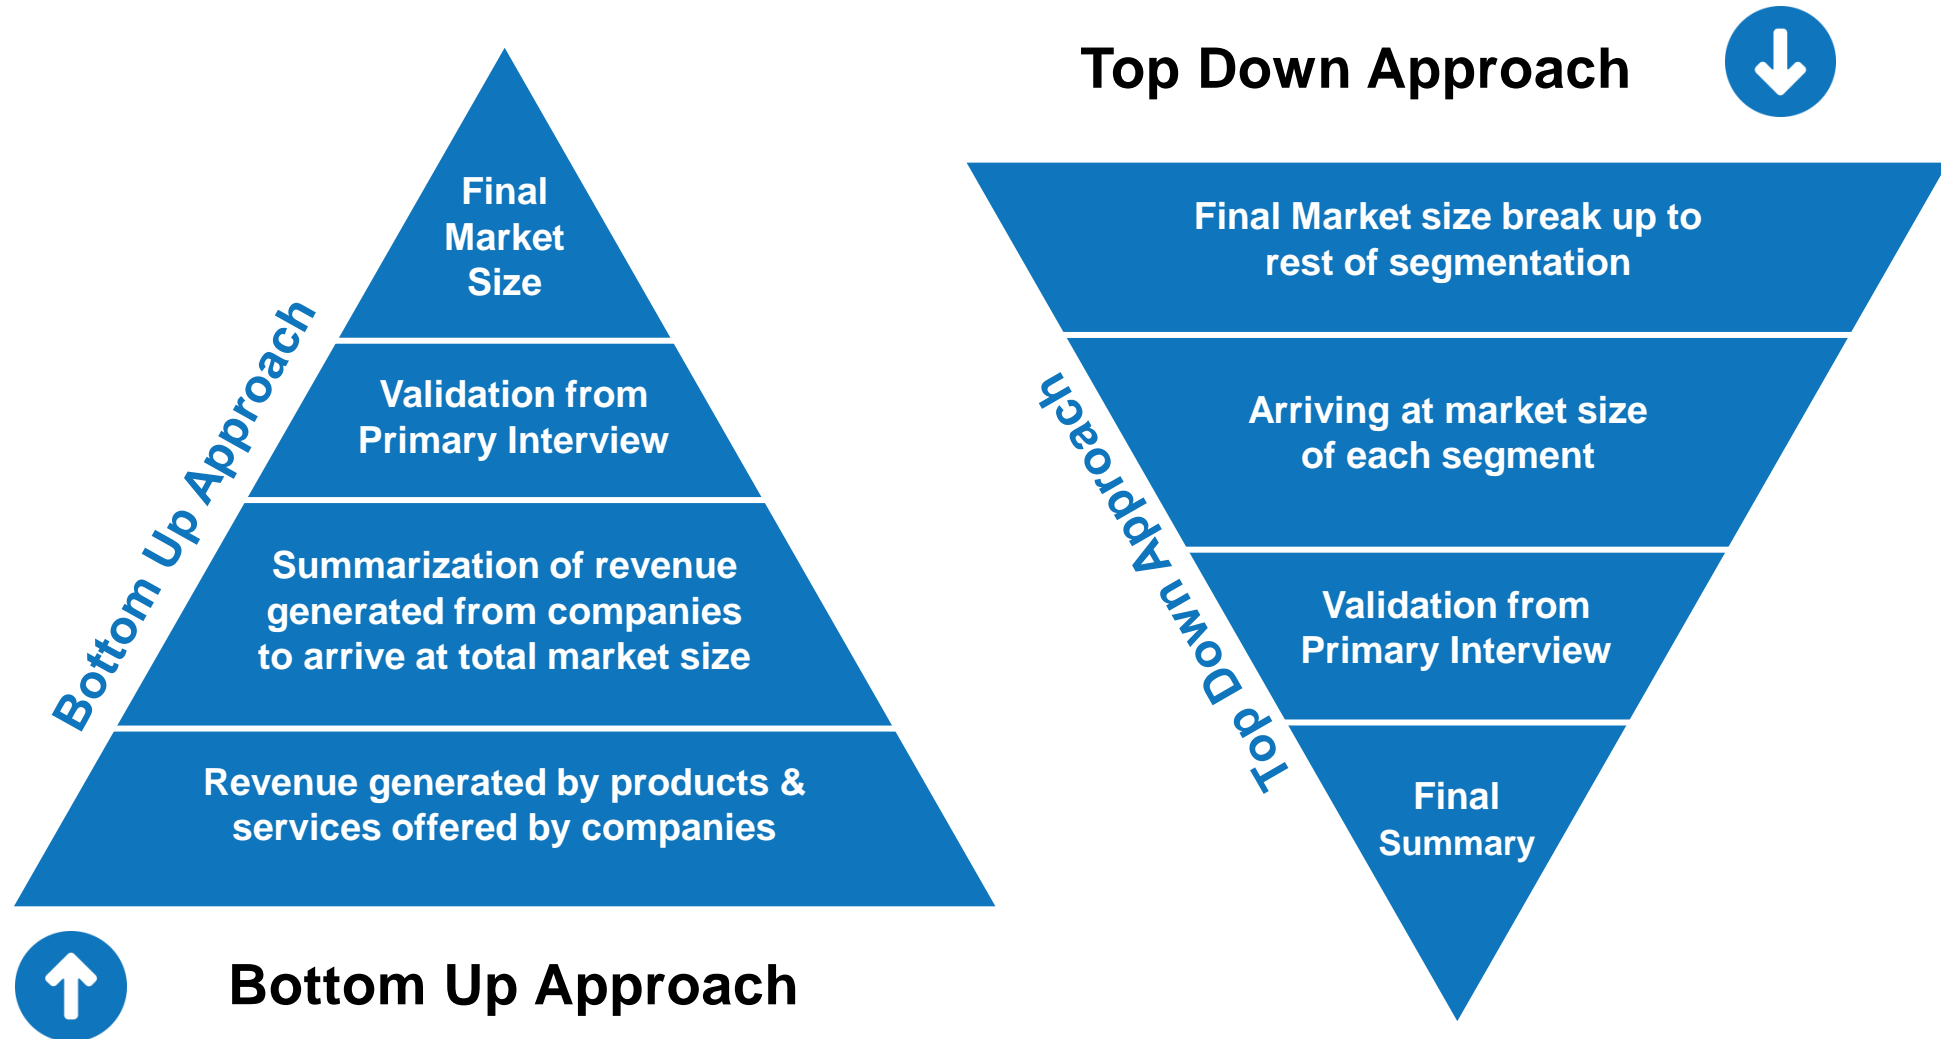 Final
Market
Size
Validation from
Primary Interview
Summarization of revenue
generated from companies
to arrive at total market size
Revenue generated by products &
services offered by companies
Bottom Up Approach
Bottom Up Approach
Top Down Approach
Final Market size break up to
rest of segmentation
Arriving at market size
of each segment
Validation from
Primary Interview
Final
Summary
Top Down Approach